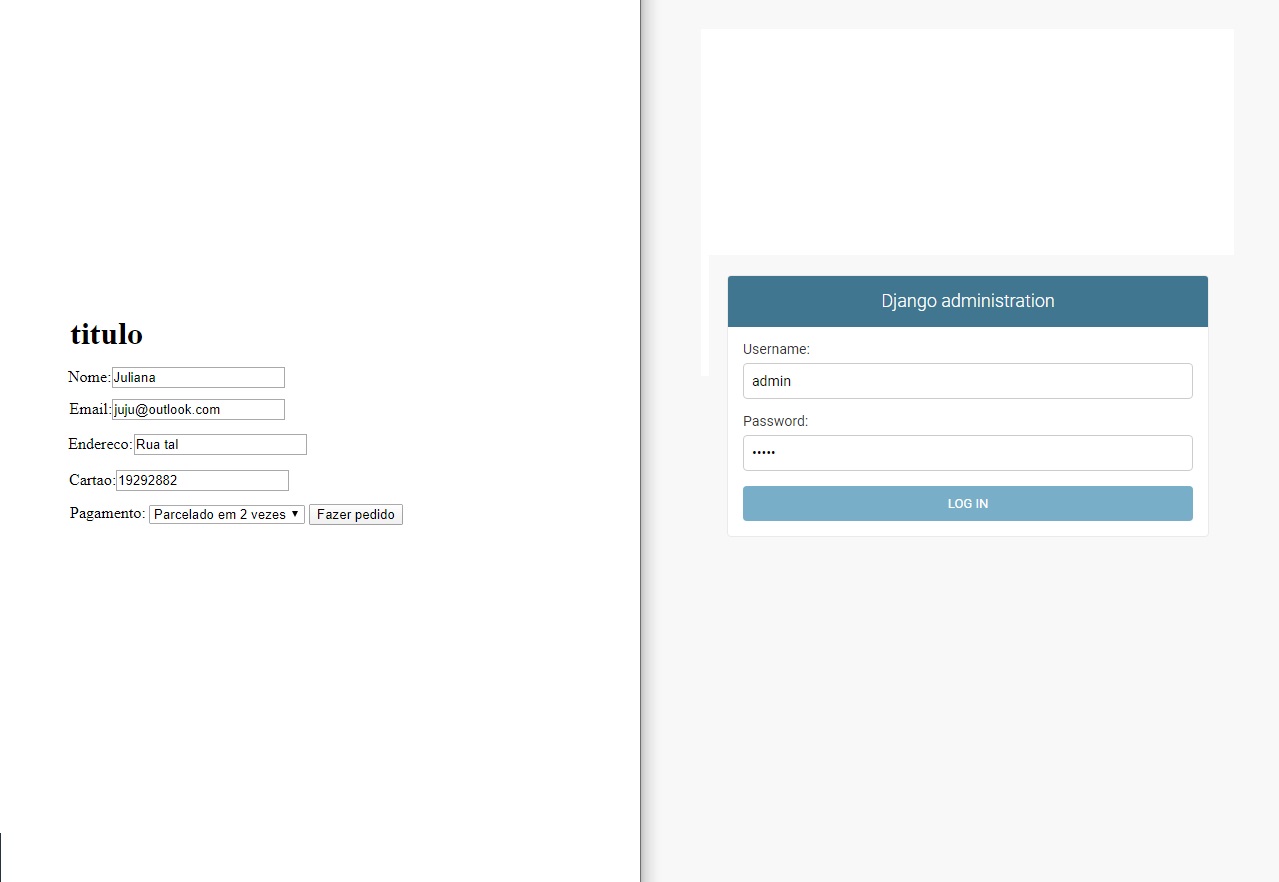 titulo
Nome: Juliana
Email: juju@outlook.com
Endereco: Rua tal
Cartao: 19292882
Pagamento: Parcelado em 2 vezes Fazer pedido
Django administration
Username:
admin
Password:
•••••
LOG IN